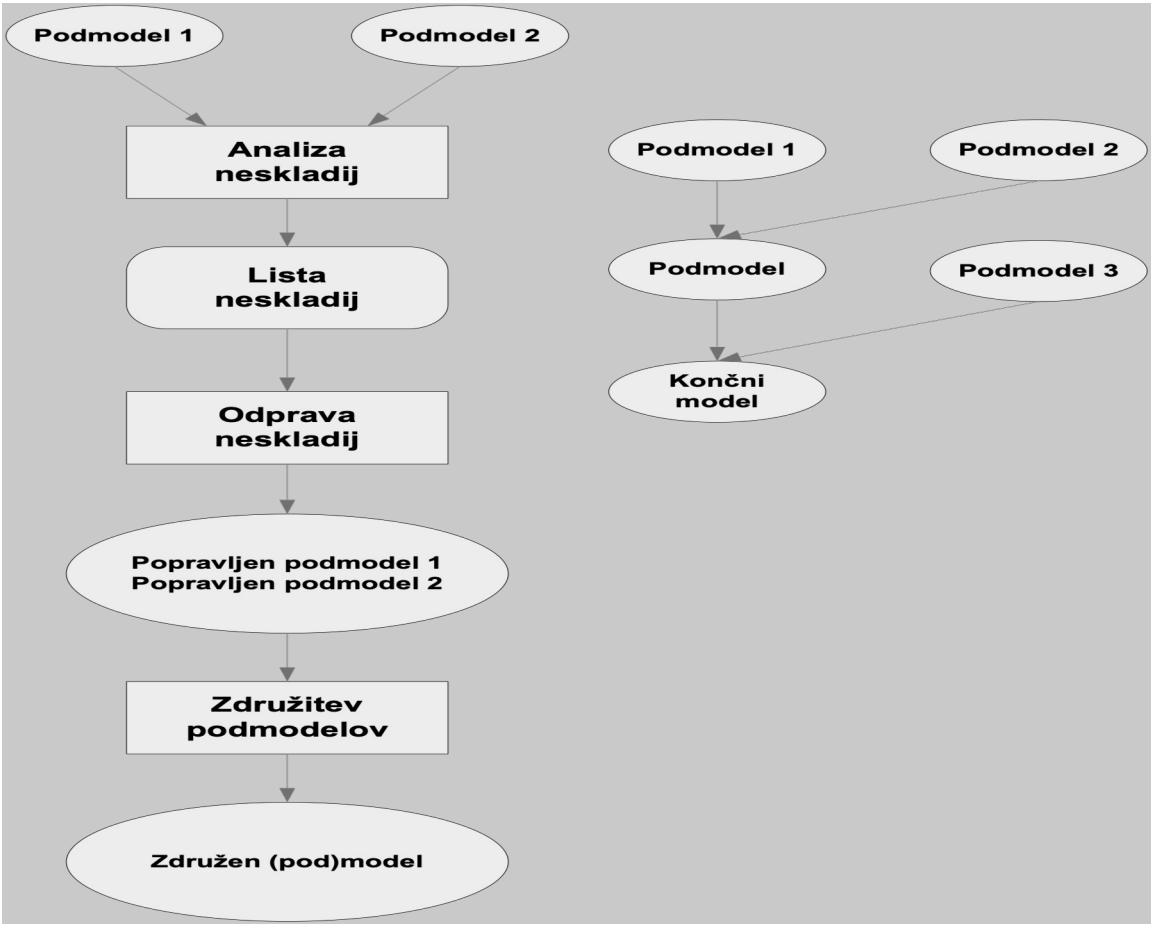 Podmodel 1
Podmodel 2
Analiza
neskladij
Lista
neskladij
Odprava
neskladij
Popravljen podmodel 1
Popravljen podmodel 2
Združitev
podmodelov
Združen (pod)model
Podmodel 1
Podmodel 2
Podmodel
Podmodel 3
Končni
model